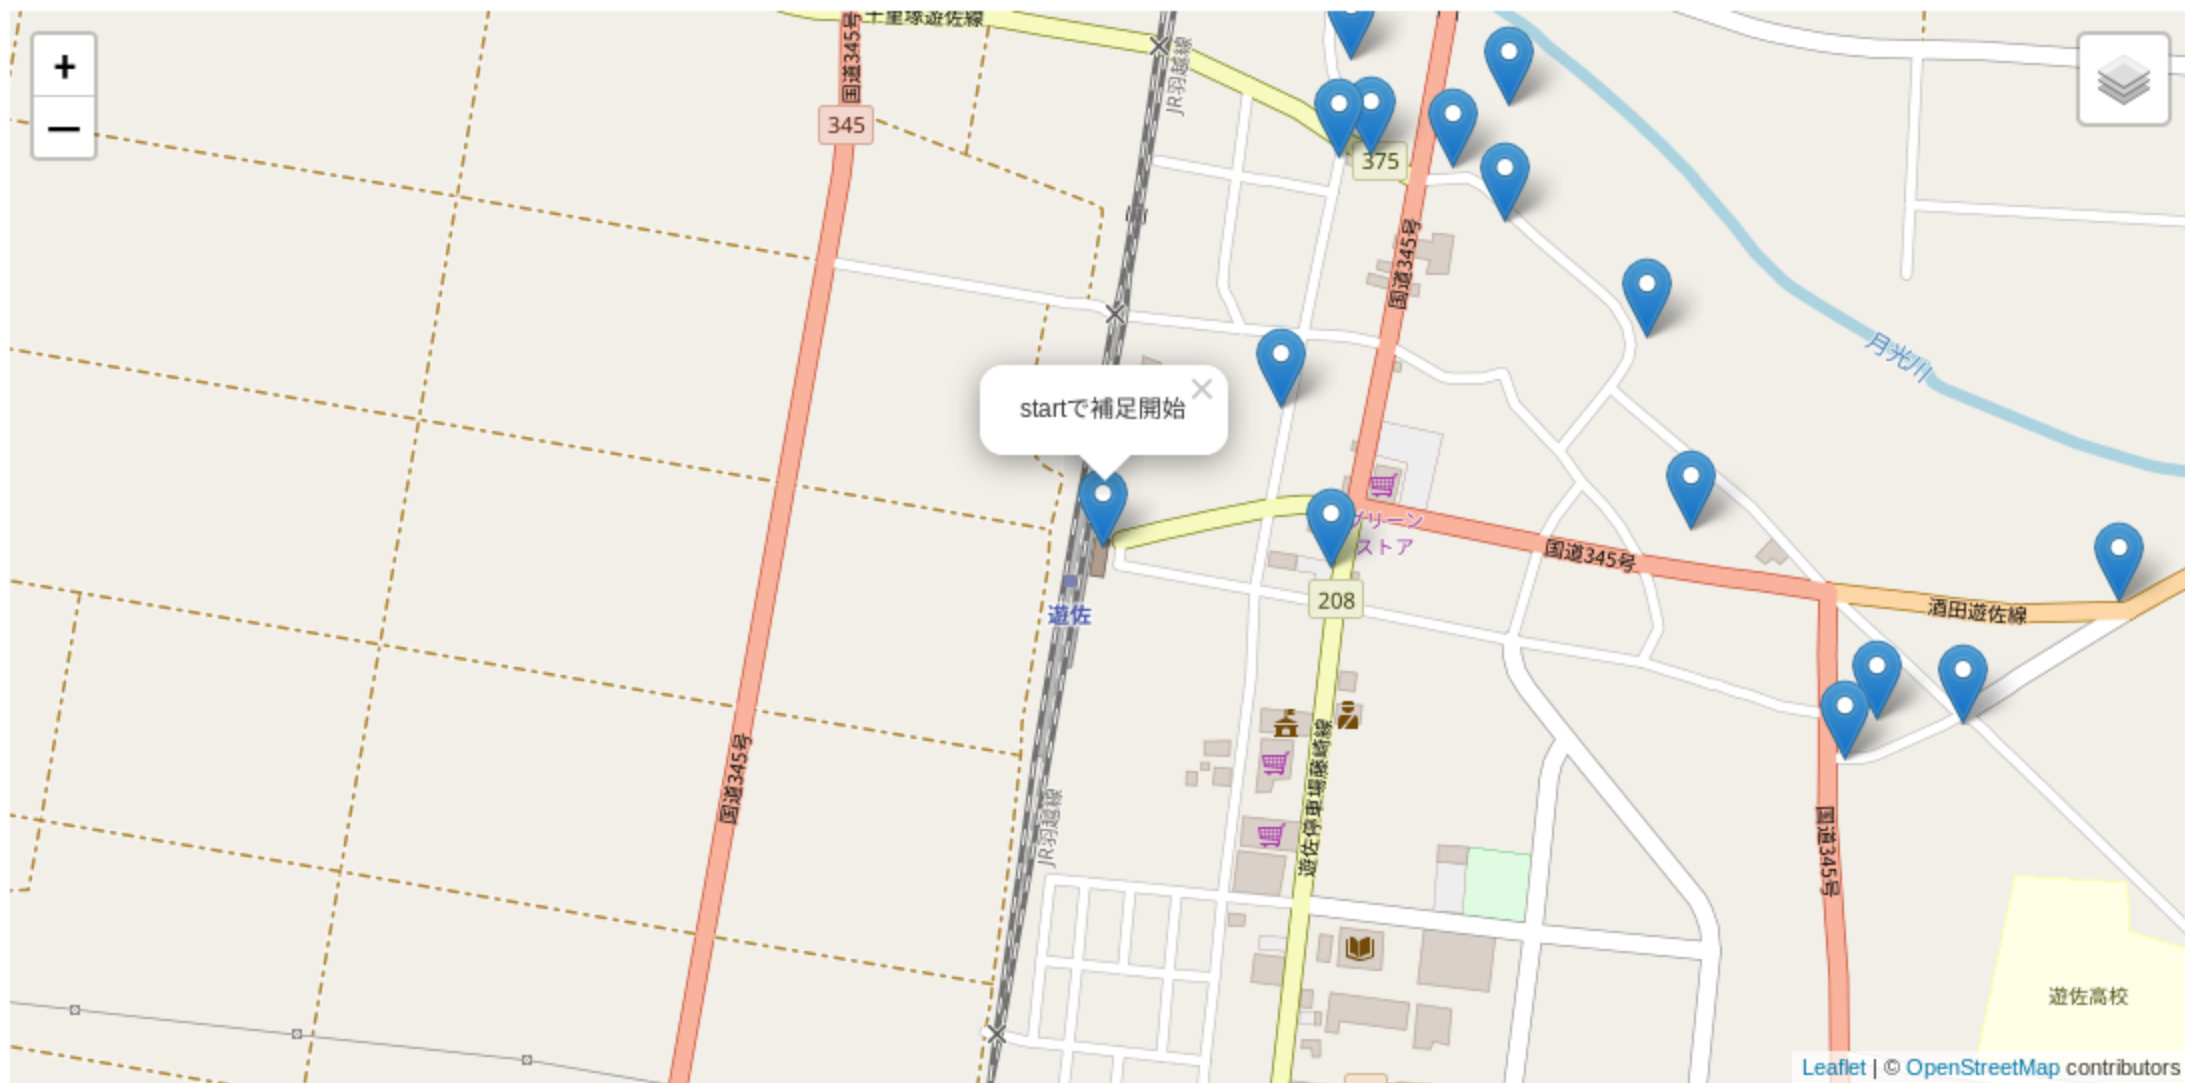 +
−
十里塚遊佐線
国道345号
345
JR羽越線
375
国道345号
月光川
startで補足開始
×
グリーン
ストア
国道345号
208
遊佐
酒田遊佐線
国道345号
JR羽越線
遊佐停車場藤崎線
国道345号
遊佐高校
Leaflet | © OpenStreetMap contributors